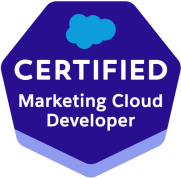 CERTIFIED
Marketing Cloud
Developer